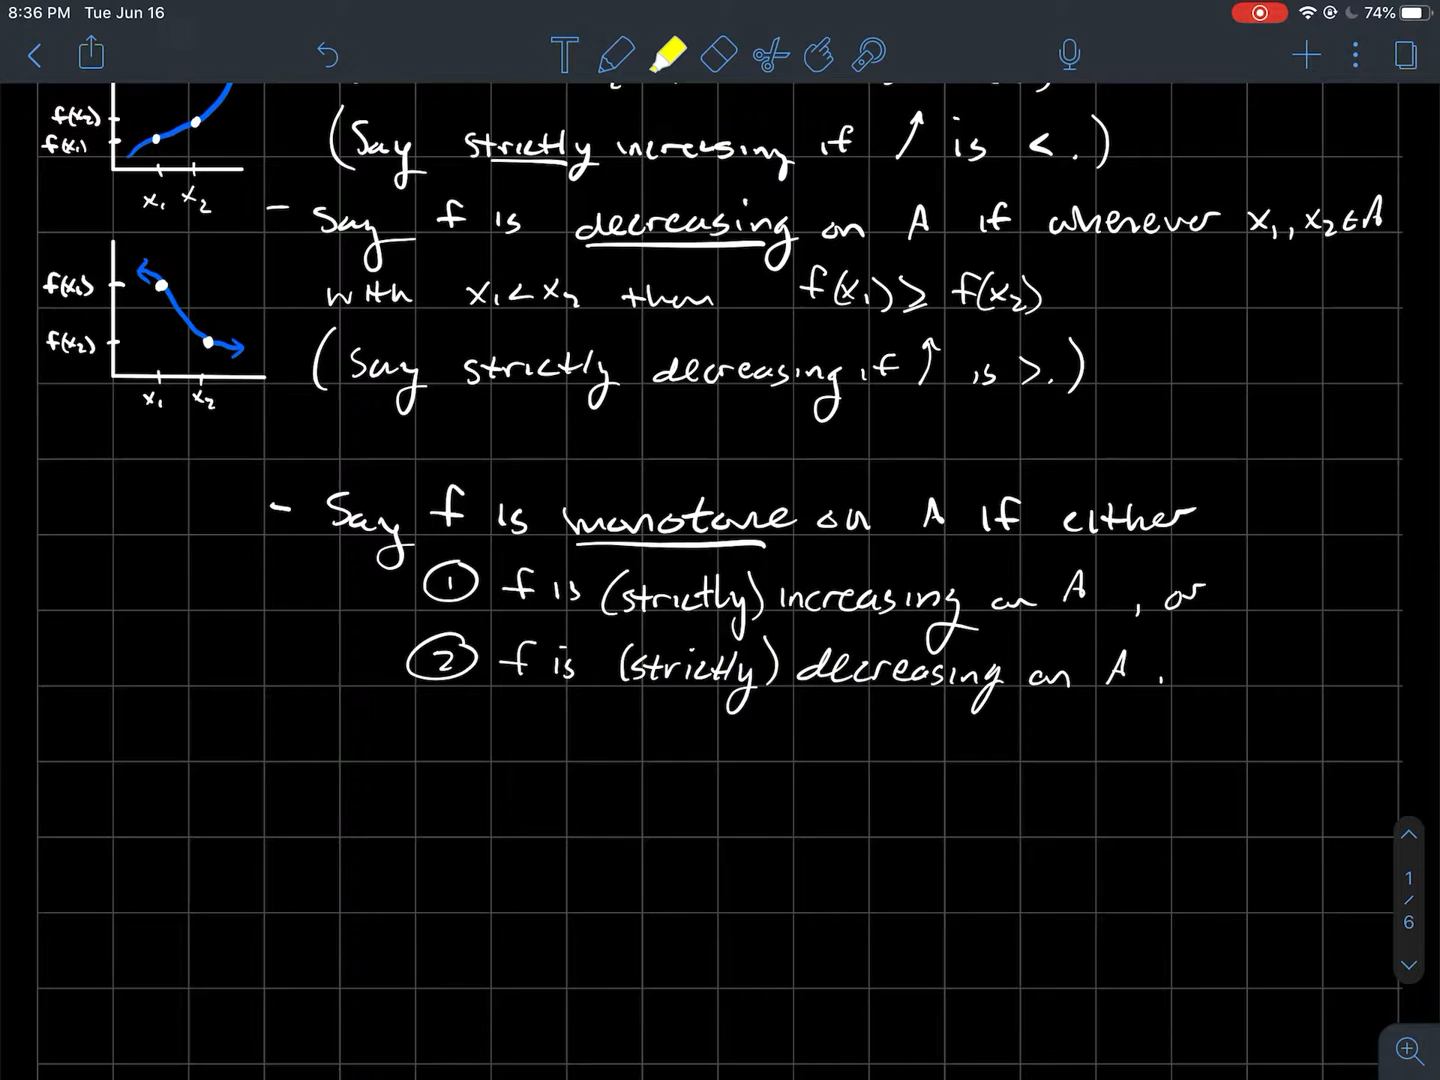 8:36 PM Tue Jun 16 74%
T
f(x₂)
f(x₁)
x₁ x₂
(Say strictly increasing if ↑ is <.)
- Say f is decreasing on A if whenever x₁, x₂ ∈ A
with x₁ < x₂ then f(x₁) ≥ f(x₂)
(Say strictly decreasing if ↑ is >.)
f(x₁)
f(x₂)
x₁ x₂
- Say f is monotone on A if either
① f is (strictly) increasing on A, or
② f is (strictly) decreasing on A.
1
/
6